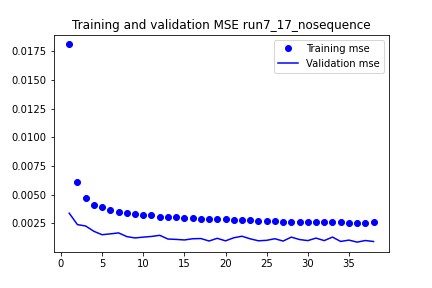 Training and validation MSE run7_17_nosequence
Training mse
Validation mse
0.0175
0.0150
0.0125
0.0100
0.0075
0.0050
0.0025
0 5 10 15 20 25 30 35